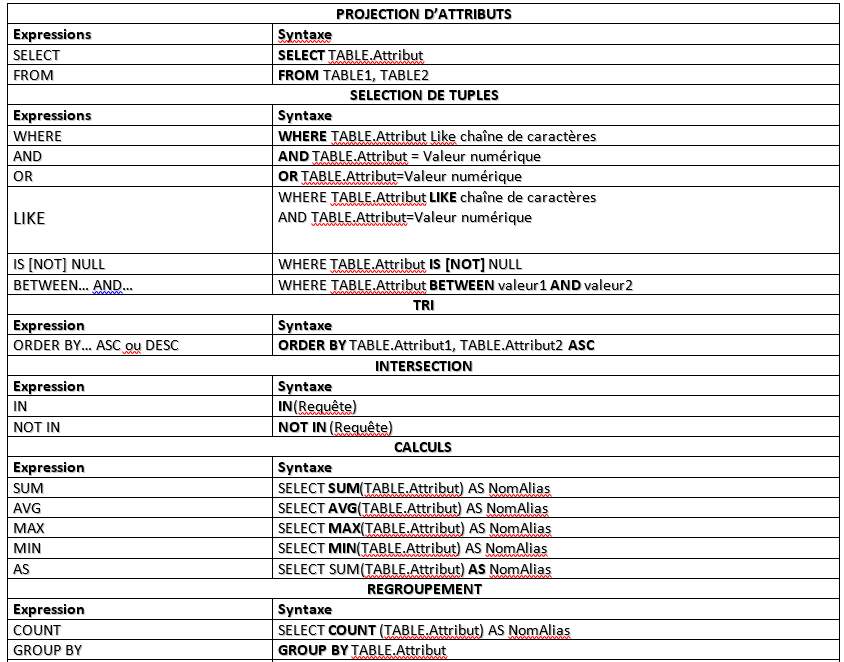 PROJECTION D’ATTRIBUTS
Expressions Syntaxe
SELECT SELECT TABLE.Attribut
FROM FROM TABLE1, TABLE2
SELECTION DE TUPLES
Expressions Syntaxe
WHERE WHERE TABLE.Attribut Like chaîne de caractères
AND AND TABLE.Attribut = Valeur numérique
OR OR TABLE.Attribut=Valeur numérique
LIKE WHERE TABLE.Attribut LIKE chaîne de caractères
AND TABLE.Attribut=Valeur numérique
IS [NOT] NULL WHERE TABLE.Attribut IS [NOT] NULL
BETWEEN... AND... WHERE TABLE.Attribut BETWEEN valeur1 AND valeur2
TRI
Expression Syntaxe
ORDER BY... ASC ou DESC ORDER BY TABLE.Attribut1, TABLE.Attribut2 ASC
INTERSECTION
Expression Syntaxe
IN IN(Requête)
NOT IN NOT IN (Requête)
CALCULS
Expression Syntaxe
SUM SELECT SUM(TABLE.Attribut) AS NomAlias
AVG SELECT AVG(TABLE.Attribut) AS NomAlias
MAX SELECT MAX(TABLE.Attribut) AS NomAlias
MIN SELECT MIN(TABLE.Attribut) AS NomAlias
AS SELECT SUM(TABLE.Attribut) AS NomAlias
REGROUPEMENT
Expression Syntaxe
COUNT SELECT COUNT (TABLE.Attribut) AS NomAlias
GROUP BY GROUP BY TABLE.Attribut